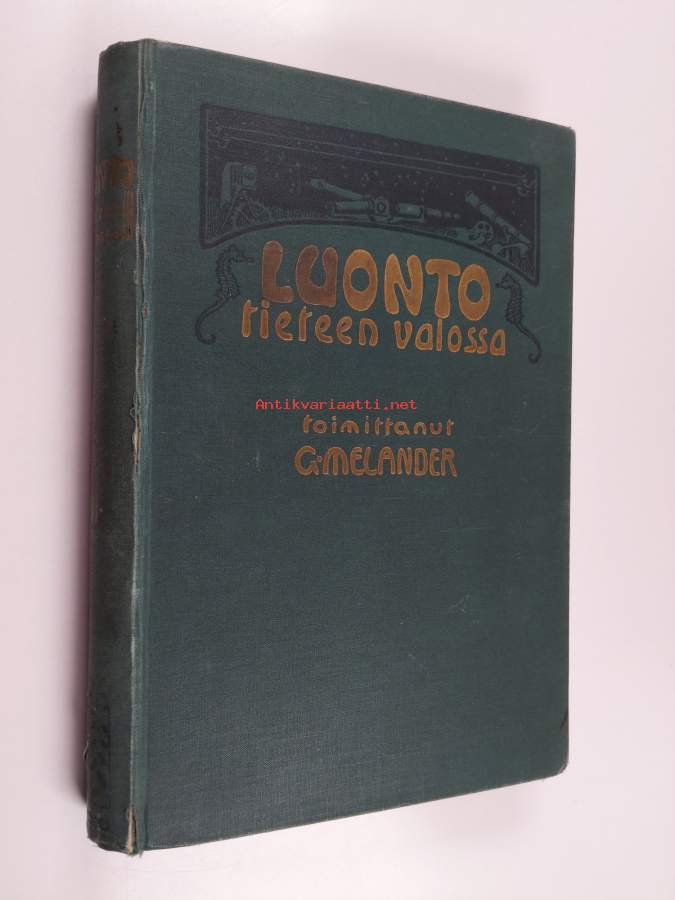 LUONTO
tieteen valossa
Antikvariaatti.net
toimittanut
G·MELANDER